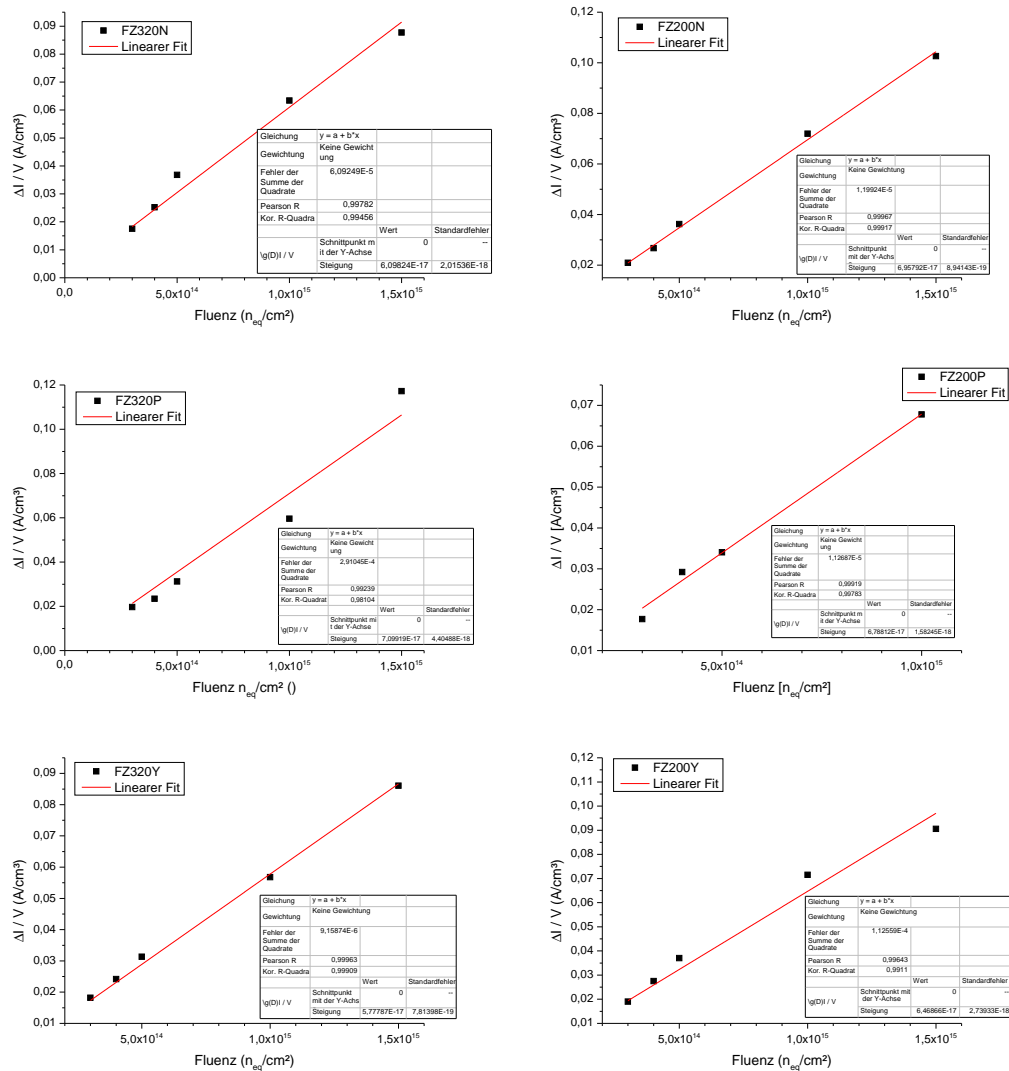 FZ320N
Linearer Fit
ΔI / V (A/cm³)
0,09
0,08
0,07
0,06
0,05
0,04
0,03
0,02
0,01
0,00
0,0
5,0x10¹⁴
1,0x10¹⁵
1,5x10¹⁵
Fluenz (n_eq/cm²)
Gleichung y = a + b*x
Gewichtung Keine Gewicht
ung
Fehler der
Summe der
Quadrate 6,09249E-5
Pearson R 0,99782
Kor. R-Quadra 0,99456
Wert Standardfehler
\g(D)I / V Schnittpunkt m
it der Y-Achse 0 --
Steigung 6,09824E-17 2,01536E-18
FZ200N
Linearer Fit
ΔI / V (A/cm³)
0,12
0,10
0,08
0,06
0,04
0,02
5,0x10¹⁴
1,0x10¹⁵
1,5x10¹⁵
Fluenz (n_eq/cm²)
Gleichung y = a + b*x
Gewichtung Keine Gewichtung
Fehler der
Summe der
Quadrate 1,19924E-5
Pearson R 0,99967
Kor. R-Quadra 0,99917
Wert Standardfehler
\g(D)I / V Schnittpunkt
mit der Y-Achs 0 --
Steigung 6,95792E-17 8,94143E-19
FZ320P
Linearer Fit
ΔI / V (A/cm³)
0,12
0,10
0,08
0,06
0,04
0,02
0,00
0,0
5,0x10¹⁴
1,0x10¹⁵
1,5x10¹⁵
Fluenz n_eq/cm² ()
Gleichung y = a + b*x
Gewichtung Keine Gewicht
ung
Fehler der
Summe der
Quadrate 2,91045E-4
Pearson R 0,99239
Kor. R-Quadrat 0,98104
Wert Standardfehler
\g(D)I / V Schnittpunkt mi
t der Y-Achse 0 --
Steigung 7,09919E-17 4,40488E-18
FZ200P
Linearer Fit
ΔI / V [A/cm³]
0,07
0,06
0,05
0,04
0,03
0,02
0,01
5,0x10¹⁴
1,0x10¹⁵
Fluenz [n_eq/cm²]
Gleichung y = a + b*x
Gewichtung Keine Gewicht
ung
Fehler der
Summe der
Quadrate 1,12687E-5
Pearson R 0,99919
Kor. R-Quadra 0,99783
Wert Standardfehler
\g(D)I / V Schnittpunkt m
it der Y-Achse 0 --
Steigung 6,78812E-17 1,58245E-18
FZ320Y
Linearer Fit
ΔI / V (A/cm³)
0,09
0,08
0,07
0,06
0,05
0,04
0,03
0,02
0,01
5,0x10¹⁴
1,0x10¹⁵
1,5x10¹⁵
Fluenz (n_eq/cm²)
Gleichung y = a + b*x
Gewichtung Keine Gewichtung
Fehler der
Summe der
Quadrate 9,15874E-6
Pearson R 0,99963
Kor. R-Quadra 0,99909
Wert Standardfehler
\g(D)I / V Schnittpunkt
mit der Y-Achs 0 --
Steigung 5,77787E-17 7,81398E-19
FZ200Y
Linearer Fit
ΔI / V (A/cm³)
0,12
0,11
0,10
0,09
0,08
0,07
0,06
0,05
0,04
0,03
0,02
0,01
5,0x10¹⁴
1,0x10¹⁵
1,5x10¹⁵
Fluenz (n_eq/cm²)
Gleichung y = a + b*x
Gewichtung Keine Gewichtung
Fehler der
Summe der
Quadrate 1,12559E-4
Pearson R 0,99643
Kor. R-Quadrat 0,9911
Wert Standardfehler
\g(D)I / V Schnittpunkt mit
der Y-Achse 0 --
Steigung 6,46866E-17 2,73933E-18